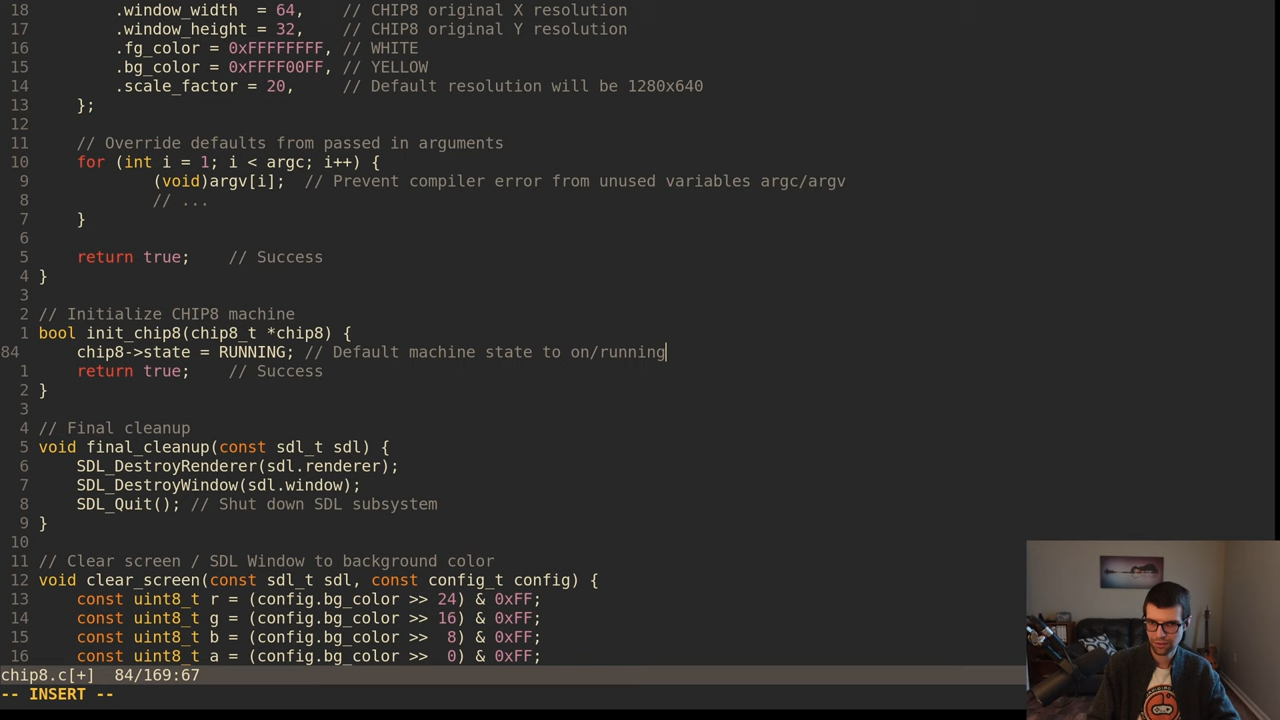 18         .window_width  = 64,    // CHIP8 original X resolution
17         .window_height = 32,    // CHIP8 original Y resolution
16         .fg_color = 0xFFFFFFFF, // WHITE
15         .bg_color = 0xFFFF00FF, // YELLOW
14         .scale_factor = 20,     // Default resolution will be 1280x640
13     };
12
11     // Override defaults from passed in arguments
10     for (int i = 1; i < argc; i++) {
9             (void)argv[i];  // Prevent compiler error from unused variables argc/argv
8             // ...
7     }
6
5     return true;    // Success
4 }
3
2 // Initialize CHIP8 machine
1 bool init_chip8(chip8_t *chip8) {
84     chip8->state = RUNNING; // Default machine state to on/running
1     return true;    // Success
2 }
3
4 // Final cleanup
5 void final_cleanup(const sdl_t sdl) {
6     SDL_DestroyRenderer(sdl.renderer);
7     SDL_DestroyWindow(sdl.window);
8     SDL_Quit(); // Shut down SDL subsystem
9 }
10
11 // Clear screen / SDL Window to background color
12 void clear_screen(const sdl_t sdl, const config_t config) {
13     const uint8_t r = (config.bg_color >> 24) & 0xFF;
14     const uint8_t g = (config.bg_color >> 16) & 0xFF;
15     const uint8_t b = (config.bg_color >>  8) & 0xFF;
16     const uint8_t a = (config.bg_color >>  0) & 0xFF;
chip8.c[+]  84/169:67
-- INSERT --